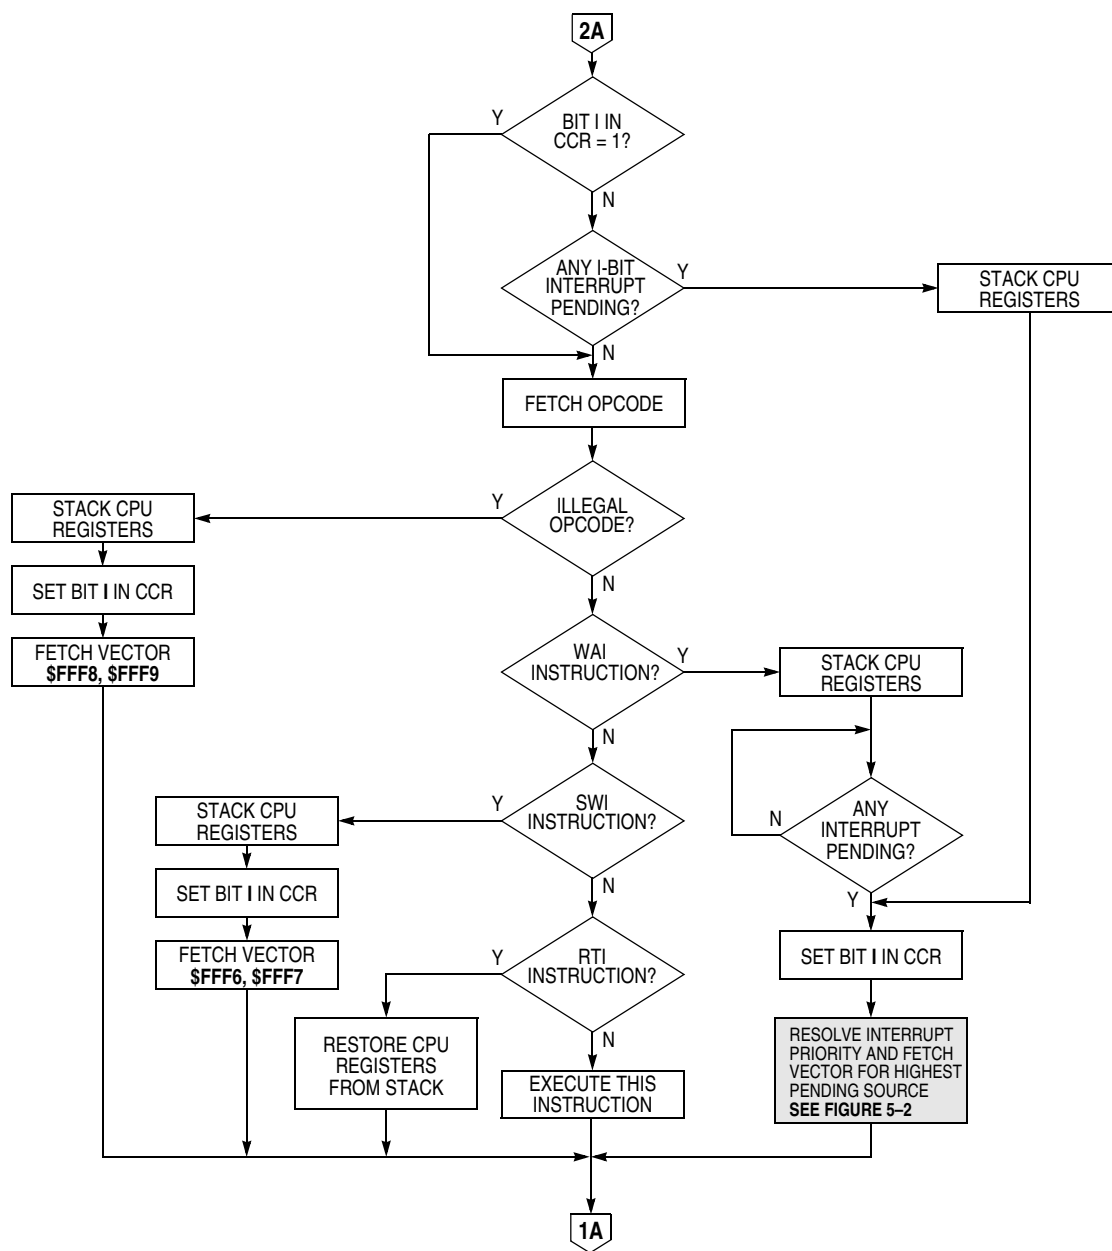 2A
BIT I IN
CCR = 1?
Y
N
ANY I-BIT
INTERRUPT
PENDING?
Y
N
STACK CPU
REGISTERS
FETCH OPCODE
ILLEGAL
OPCODE?
Y
N
STACK CPU
REGISTERS
SET BIT I IN CCR
FETCH VECTOR
$FFF8, $FFF9
WAI
INSTRUCTION?
Y
N
STACK CPU
REGISTERS
ANY
INTERRUPT
PENDING?
N
Y
SWI
INSTRUCTION?
Y
N
STACK CPU
REGISTERS
SET BIT I IN CCR
FETCH VECTOR
$FFF6, $FFF7
RTI
INSTRUCTION?
Y
N
RESTORE CPU
REGISTERS
FROM STACK
EXECUTE THIS
INSTRUCTION
SET BIT I IN CCR
RESOLVE INTERRUPT
PRIORITY AND FETCH
VECTOR FOR HIGHEST
PENDING SOURCE
SEE FIGURE 5–2
1A